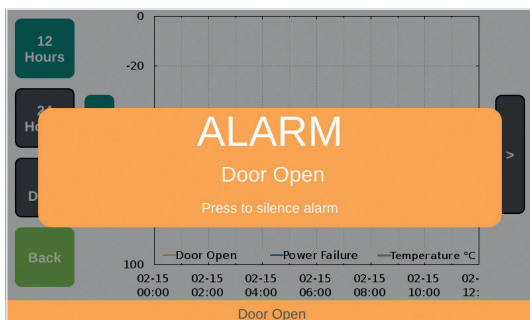 12
Hours
0
-20
24
ALARM
Door Open
Press to silence alarm
>
Back
100
Door Open
Power Failure
Temperature °C
02-15 02-15 02-15 02-15 02-15 02-15 02-
00:00 02:00 04:00 06:00 08:00 10:00 12:
Door Open